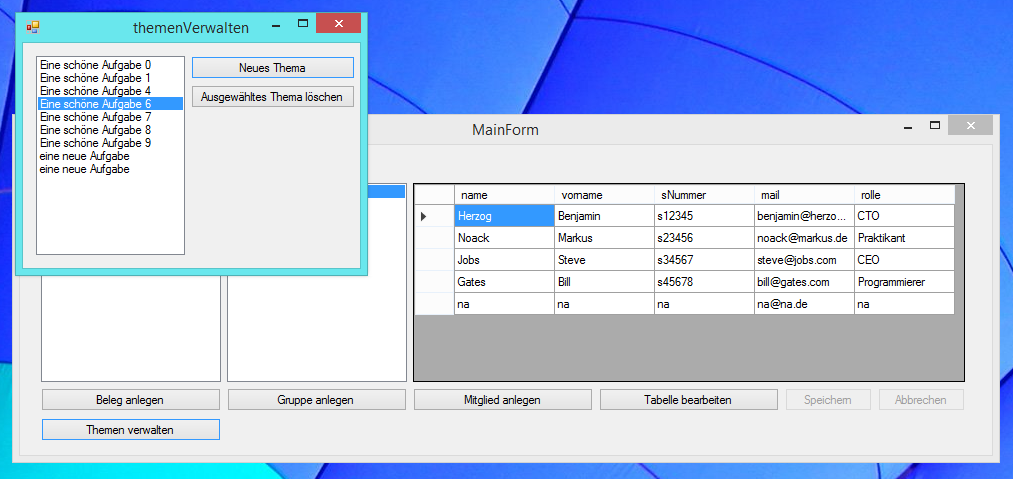 themenVerwalten
Eine schöne Aufgabe 0
Eine schöne Aufgabe 1
Eine schöne Aufgabe 4
Eine schöne Aufgabe 6
Eine schöne Aufgabe 7
Eine schöne Aufgabe 8
Eine schöne Aufgabe 9
eine neue Aufgabe
eine neue Aufgabe
Neues Thema
Ausgewähltes Thema löschen
MainForm
name vorname sNummer mail rolle
Herzog Benjamin s12345 benjamin@herzo... CTO
Noack Markus s23456 noack@markus.de Praktikant
Jobs Steve s34567 steve@jobs.com CEO
Gates Bill s45678 bill@gates.com Programmierer
na na na na@na.de na
Beleg anlegen Gruppe anlegen Mitglied anlegen Tabelle bearbeiten Speichern Abbrechen
Themen verwalten